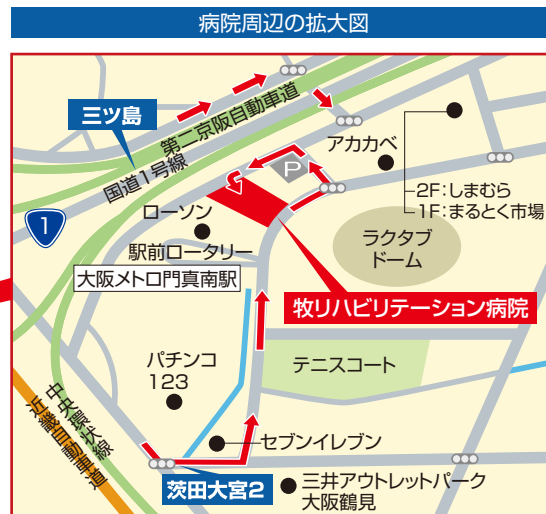 病院周辺の拡大図
三ツ島
第二京阪自動車道
国道1号線
1
アカカベ
P
2F:しまむら
1F:まるとく市場
ローソン
駅前ロータリー
大阪メトロ門真南駅
ラクタブ
ドーム
牧リハビリテーション病院
パチンコ
123
テニスコート
中央環状線
近畿自動車道
セブンイレブン
茨田大宮2
三井アウトレットパーク
大阪鶴見